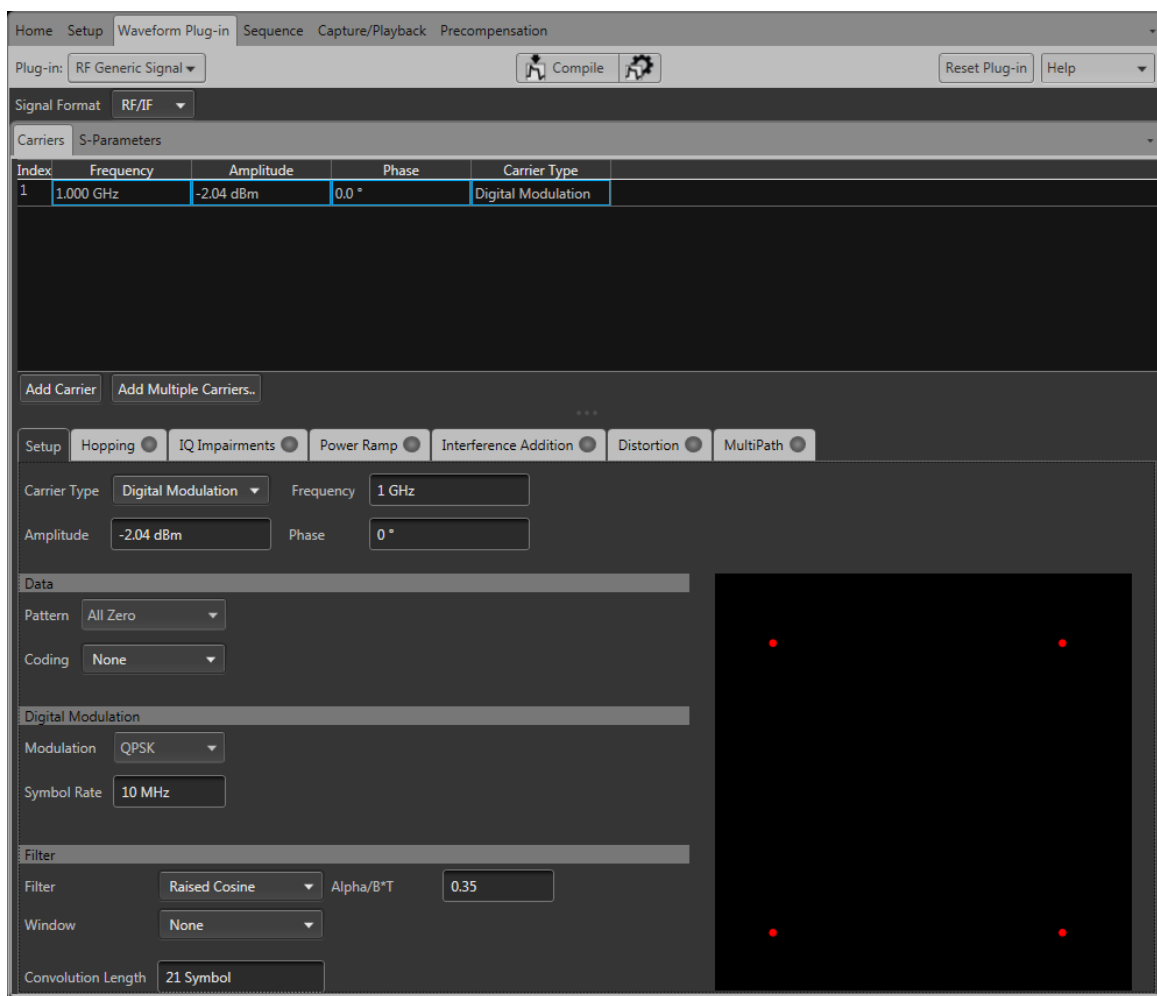 Home Setup Waveform Plug-in Sequence Capture/Playback Precompensation
Plug-in: RF Generic Signal Compile Reset Plug-in Help
Signal Format RF/IF
Carriers S-Parameters
Index Frequency Amplitude Phase Carrier Type
1 1.000 GHz -2.04 dBm 0.0 ° Digital Modulation
Add Carrier Add Multiple Carriers..
Setup Hopping IQ Impairments Power Ramp Interference Addition Distortion MultiPath
Carrier Type Digital Modulation Frequency 1 GHz
Amplitude -2.04 dBm Phase 0 °
Data
Pattern All Zero
Coding None
Digital Modulation
Modulation QPSK
Symbol Rate 10 MHz
Filter
Filter Raised Cosine Alpha/B*T 0.35
Window None
Convolution Length 21 Symbol